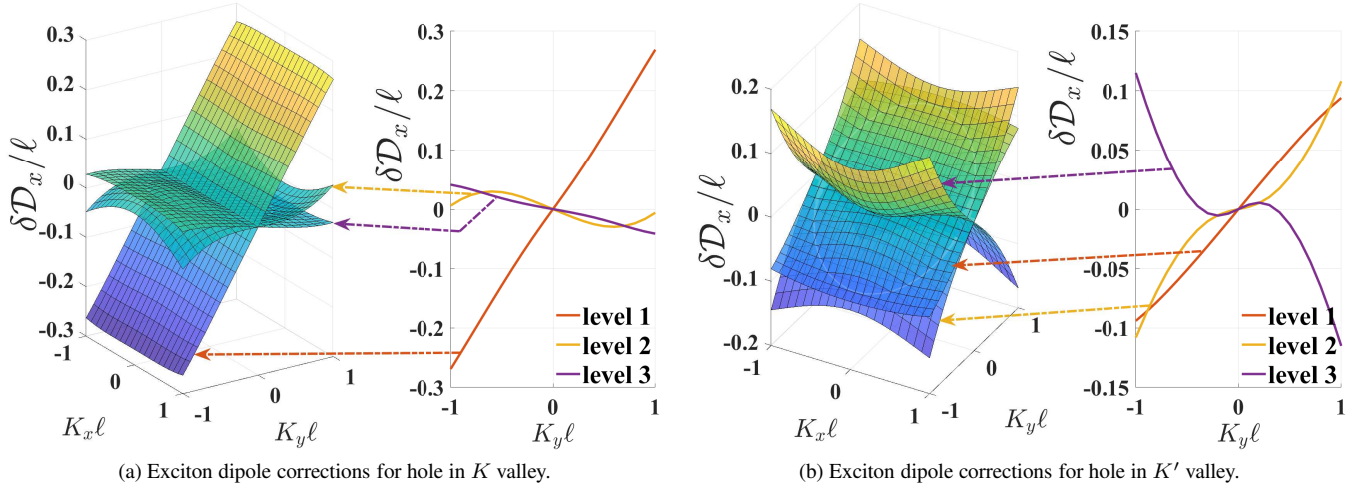 0.3
0.2
0.1
0
-0.1
-0.2
-0.3
δ𝒟ₓ/ℓ
-1
0
1
Kₓℓ
-1
0
1
K_yℓ
0.3
0.2
0.1
0
-0.1
-0.2
-0.3
δ𝒟ₓ/ℓ
level 1
level 2
level 3
-1
0
1
K_yℓ
(a) Exciton dipole corrections for hole in K valley.
0.2
0.1
0
-0.1
-0.2
δ𝒟ₓ/ℓ
-1
0
1
Kₓℓ
-1
0
1
K_yℓ
0.15
0.1
0.05
0
-0.05
-0.1
-0.15
δ𝒟ₓ/ℓ
level 1
level 2
level 3
-1
0
1
K_yℓ
(b) Exciton dipole corrections for hole in K′ valley.